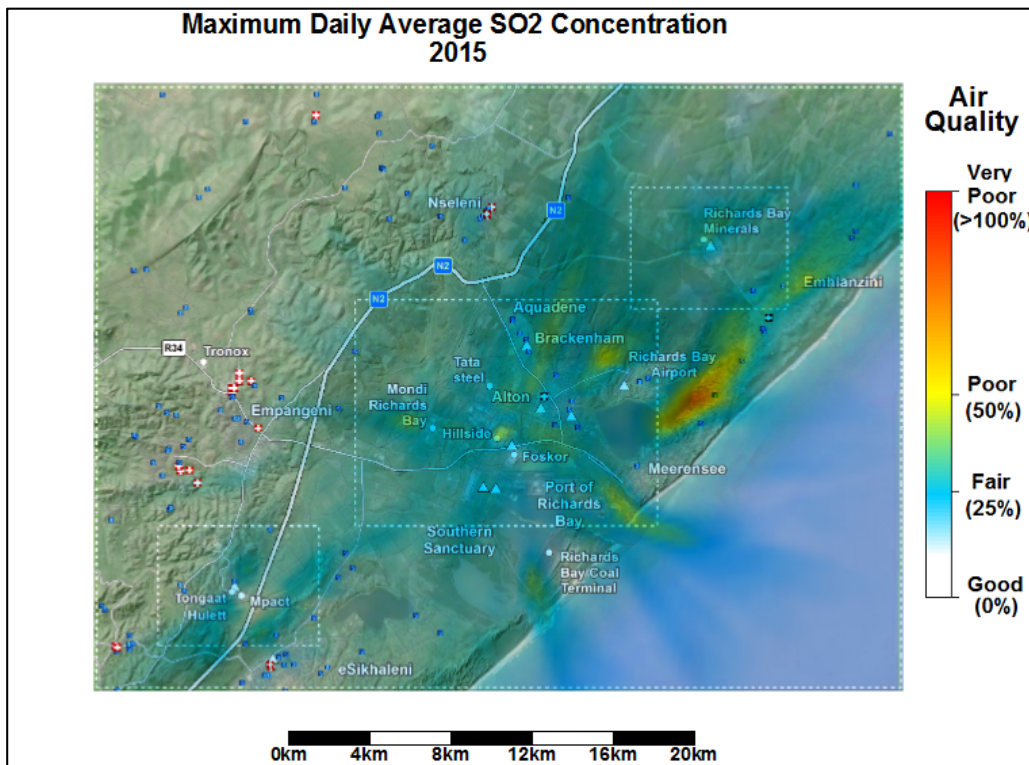 Maximum Daily Average SO2 Concentration
2015
Air
Quality
Very
Poor
(>100%)
Poor
(50%)
Fair
(25%)
Good
(0%)
Nseleni
N2
N2
N2
Richards Bay
Minerals
Emhlanzini
Aquadene
Brackenham
R34
Tronox
Tata
steel
Richards Bay
Airport
Mondi
Richards
Bay
Alton
Empangeni
Hillside
Foskor
Meerensee
Port of
Richards
Bay
Southern
Sanctuary
Richards
Bay Coal
Terminal
Tongaat
Hulett
Mpact
eSikhaleni
0km
4km
8km
12km
16km
20km